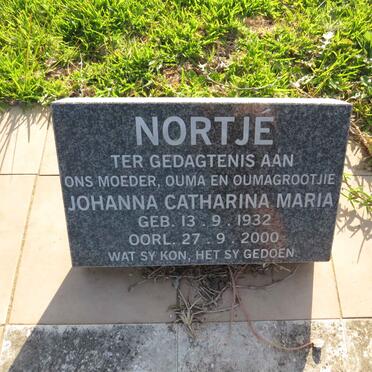 NORTJE
TER GEDAGTENIS AAN
ONS MOEDER, OUMA EN OUMAGROOTJIE
JOHANNA CATHARINA MARIA
GEB. 13 . 9 . 1932
OORL. 27 . 9 . 2000
WAT SY KON, HET SY GEDOEN